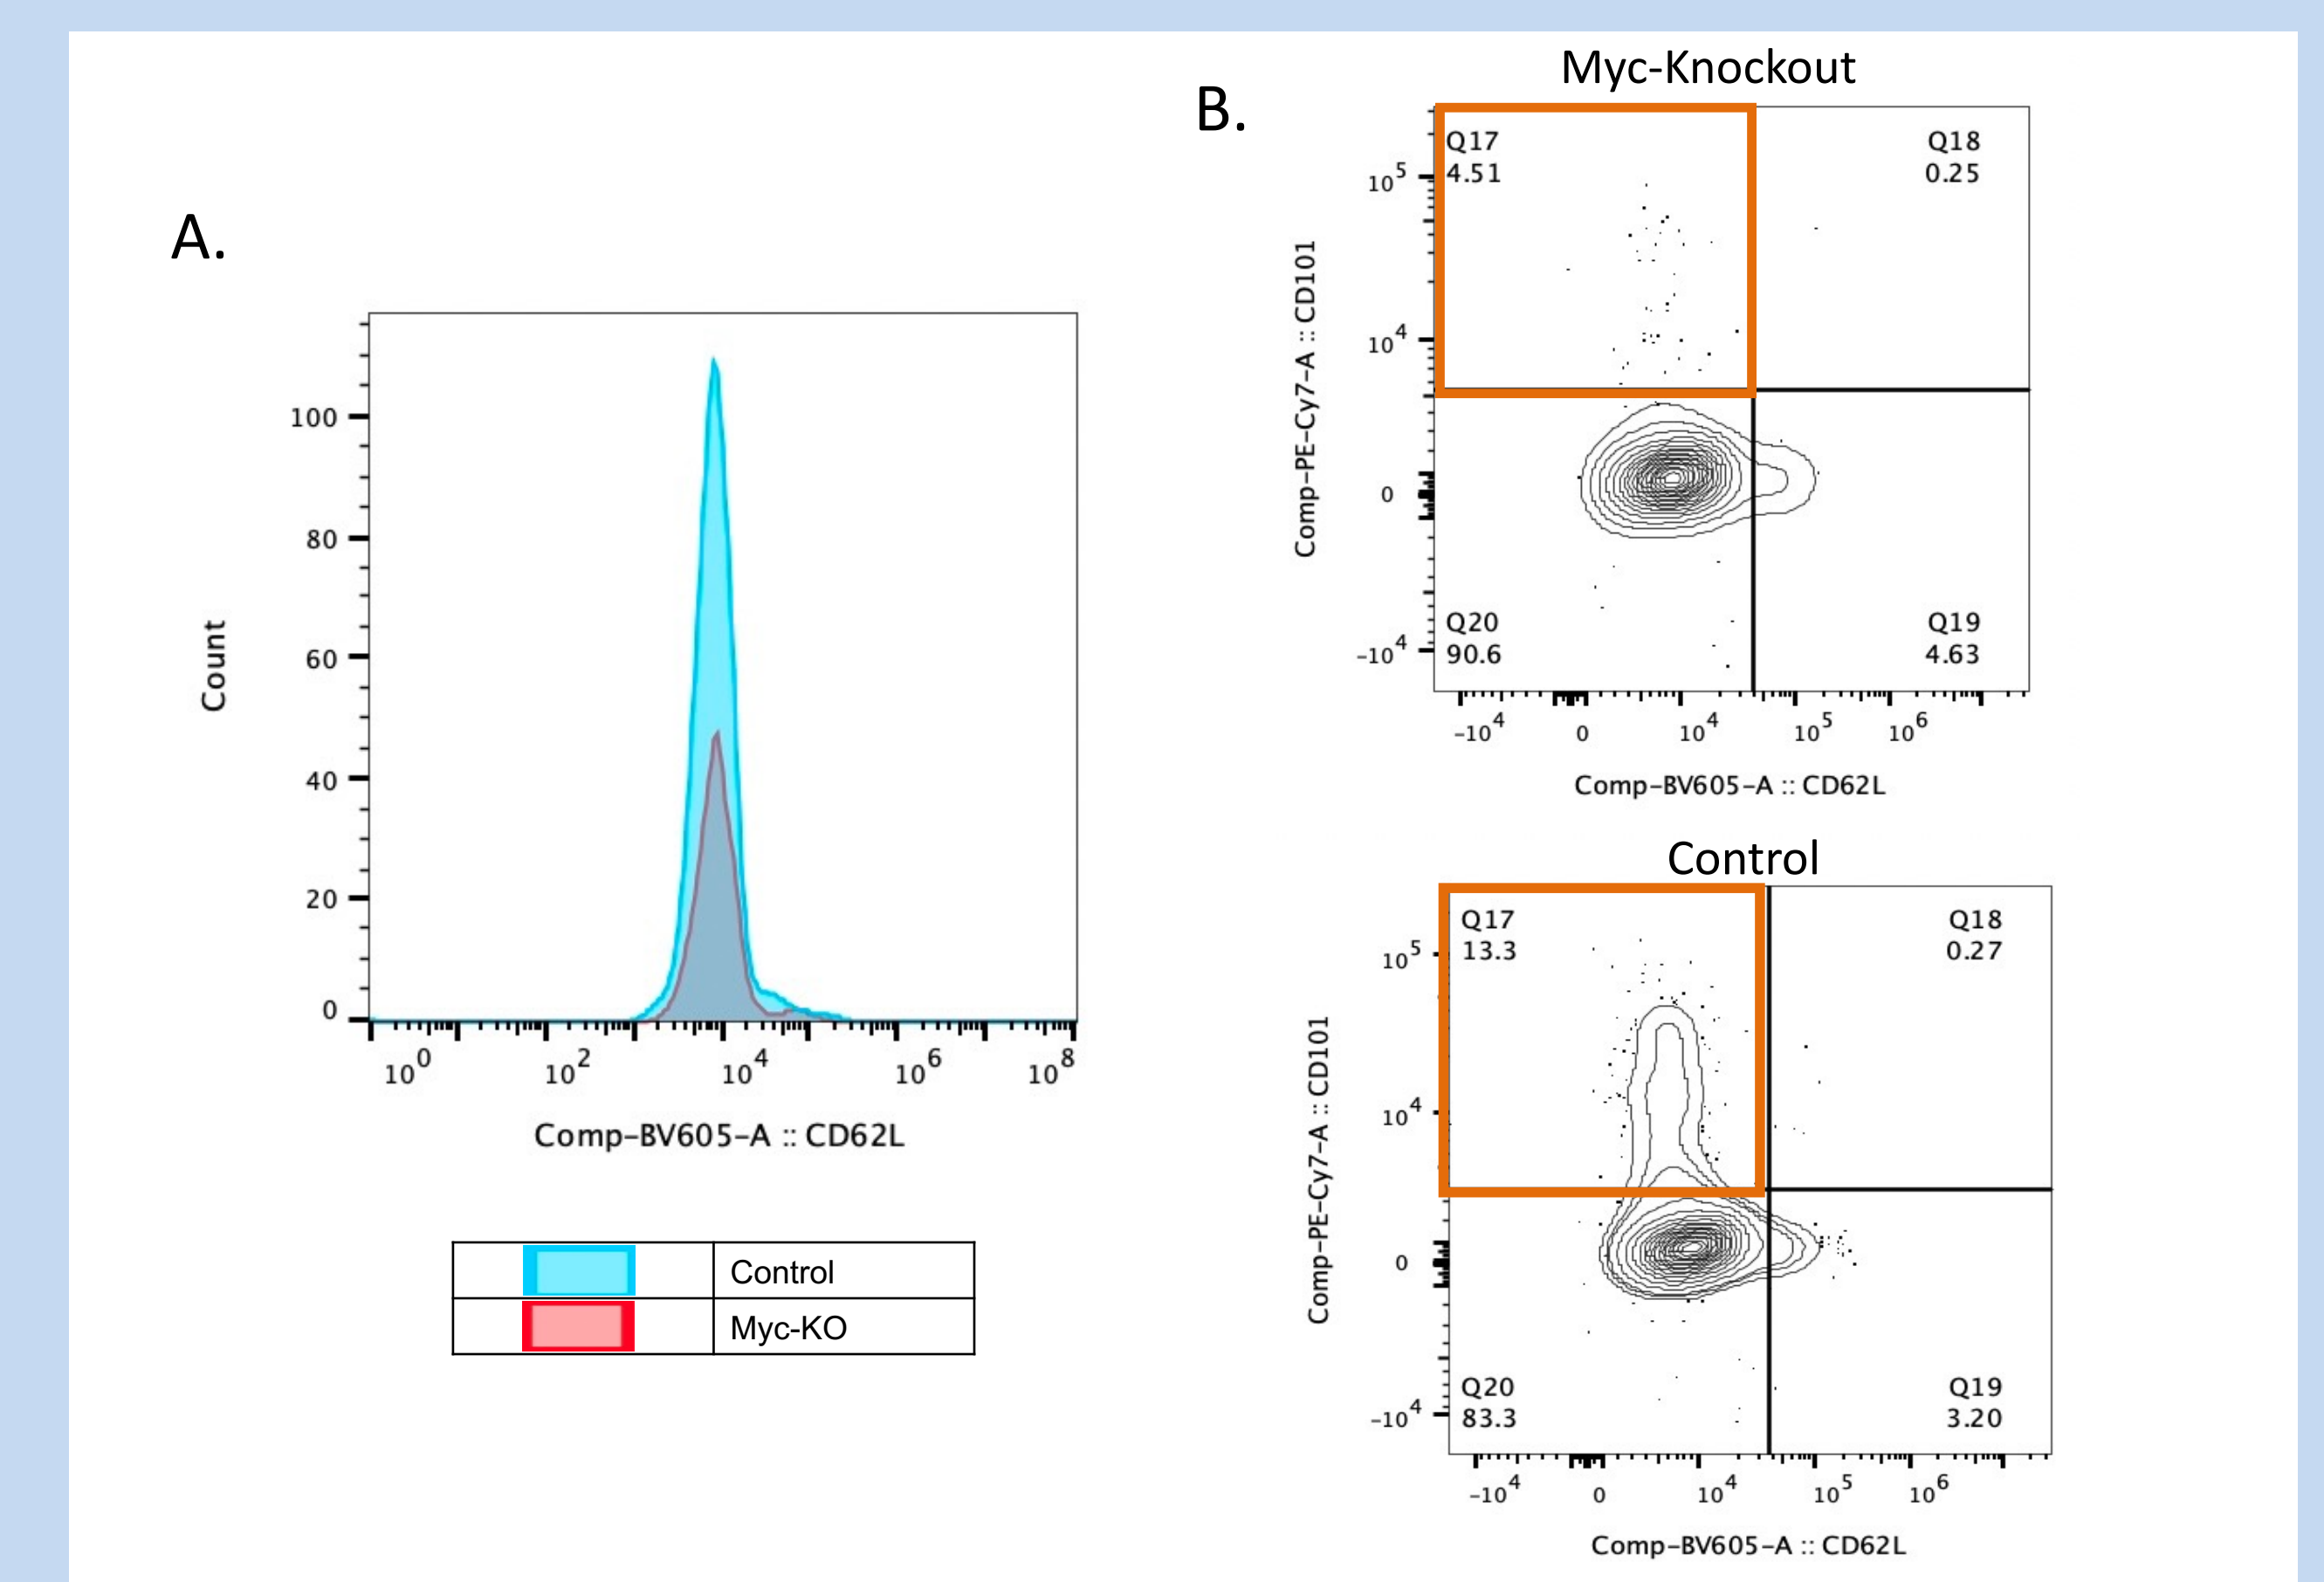 A.
100
80
60
40
20
0
Count
10^0 10^2 10^4 10^6 10^8
Comp-BV605-A :: CD62L
Control
Myc-KO
B.
Myc-Knockout
Q17
4.51
Q18
0.25
10^5
10^4
0
-10^4
Comp-PE-Cy7-A :: CD101
Q20
90.6
Q19
4.63
-10^4 0 10^4 10^5 10^6
Comp-BV605-A :: CD62L
Control
Q17
13.3
Q18
0.27
10^5
10^4
0
-10^4
Comp-PE-Cy7-A :: CD101
Q20
83.3
Q19
3.20
-10^4 0 10^4 10^5 10^6
Comp-BV605-A :: CD62L